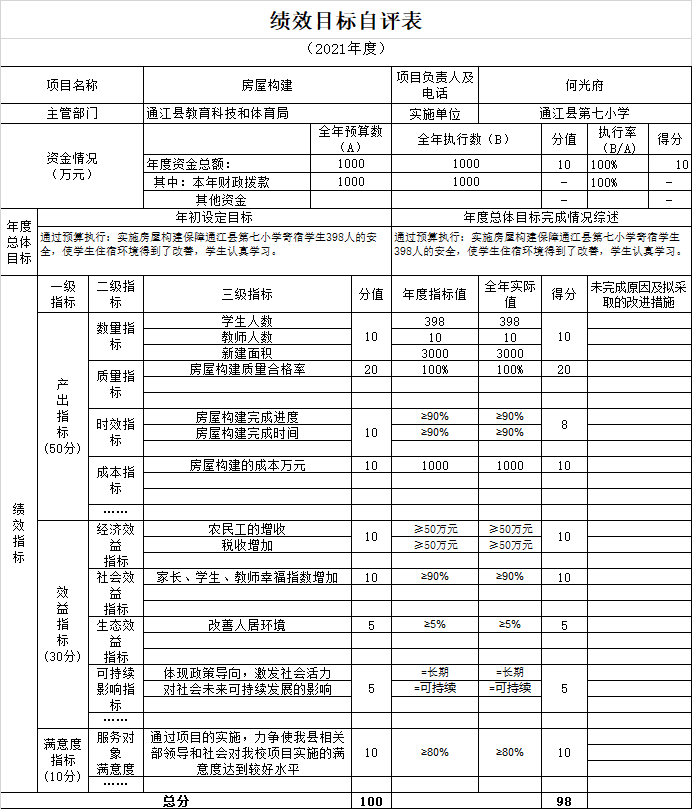 绩效目标自评表
（2021年度）
项目名称 房屋构建 项目负责人及电话 何光府
主管部门 通江县教育科技和体育局 实施单位 通江县第七小学
资金情况（万元） 全年预算数（A） 全年执行数（B） 分值 执行率（B/A) 得分
年度资金总额： 1000 1000 10 100% 10
其中：本年财政拨款 1000 1000 － 100% －
其他资金 － －
年度总体目标 年初设定目标 年度总体目标完成情况综述
通过预算执行：实施房屋构建保障通江县第七小学寄宿学生398人的安全，使学生住宿环境得到了改善，学生认真学习。 通过预算执行：实施房屋构建保障通江县第七小学寄宿学生398人的安全，使学生住宿环境得到了改善，学生认真学习。
绩效指标 一级指标 二级指标 三级指标 分值 年度指标值 全年实际值 得分 未完成原因及拟采取的改进措施
产出指标(50分) 数量指标 学生人数 10 398 398 10
教师人数 10 10
新建面积 3000 3000
质量指标 房屋构建质量合格率 20 100% 100% 20
时效指标 房屋构建完成进度 10 ≥90% ≥90% 8
房屋构建完成时间 ≥90% ≥90%
成本指标 房屋构建的成本万元 10 1000 1000 10
……
效益指标(30分) 经济效益指标 农民工的增收 10 ≥50万元 ≥50万元 10
税收增加 ≥50万元 ≥50万元
社会效益指标 家长、学生、教师幸福指数增加 10 ≥90% ≥90% 10
生态效益指标 改善人居环境 5 ≥5% ≥5% 5
可持续影响指标 体现政策导向，激发社会活力 5 =长期 =长期 5
对社会未来可持续发展的影响 =可持续 =可持续
……
满意度指标(10分) 服务对象满意度 通过项目的实施，力争使我县相关部领导和社会对我校项目实施的满意度达到较好水平 10 ≥80% ≥80% 10
……
总分 100 98